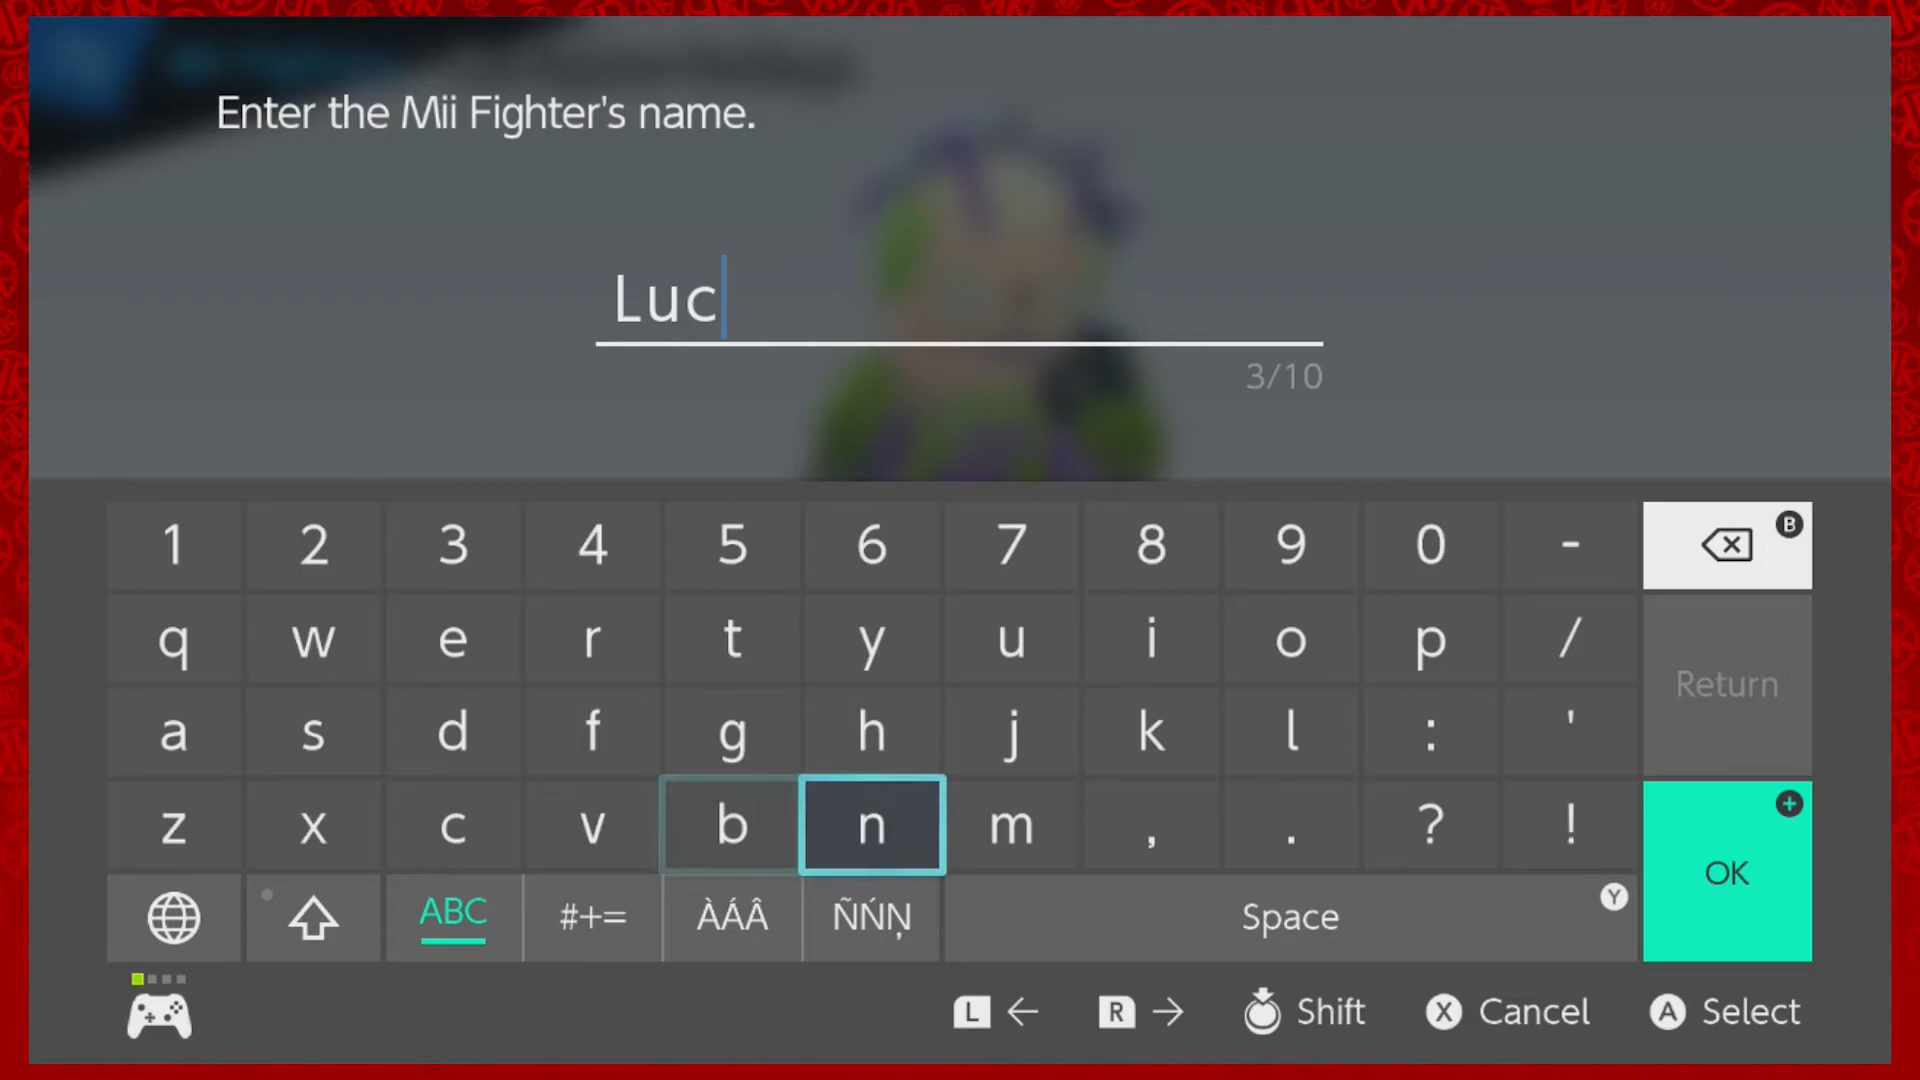 Enter the Mii Fighter's name.
Luc
3/10
1 2 3 4 5 6 7 8 9 0 - B
q w e r t y u i o p / Return
a s d f g h j k l : '
z x c v b n m , . ? ! + OK
ABC #+= ÀÁÂ ÑŃŅ Space Y
L ← R → Shift X Cancel A Select